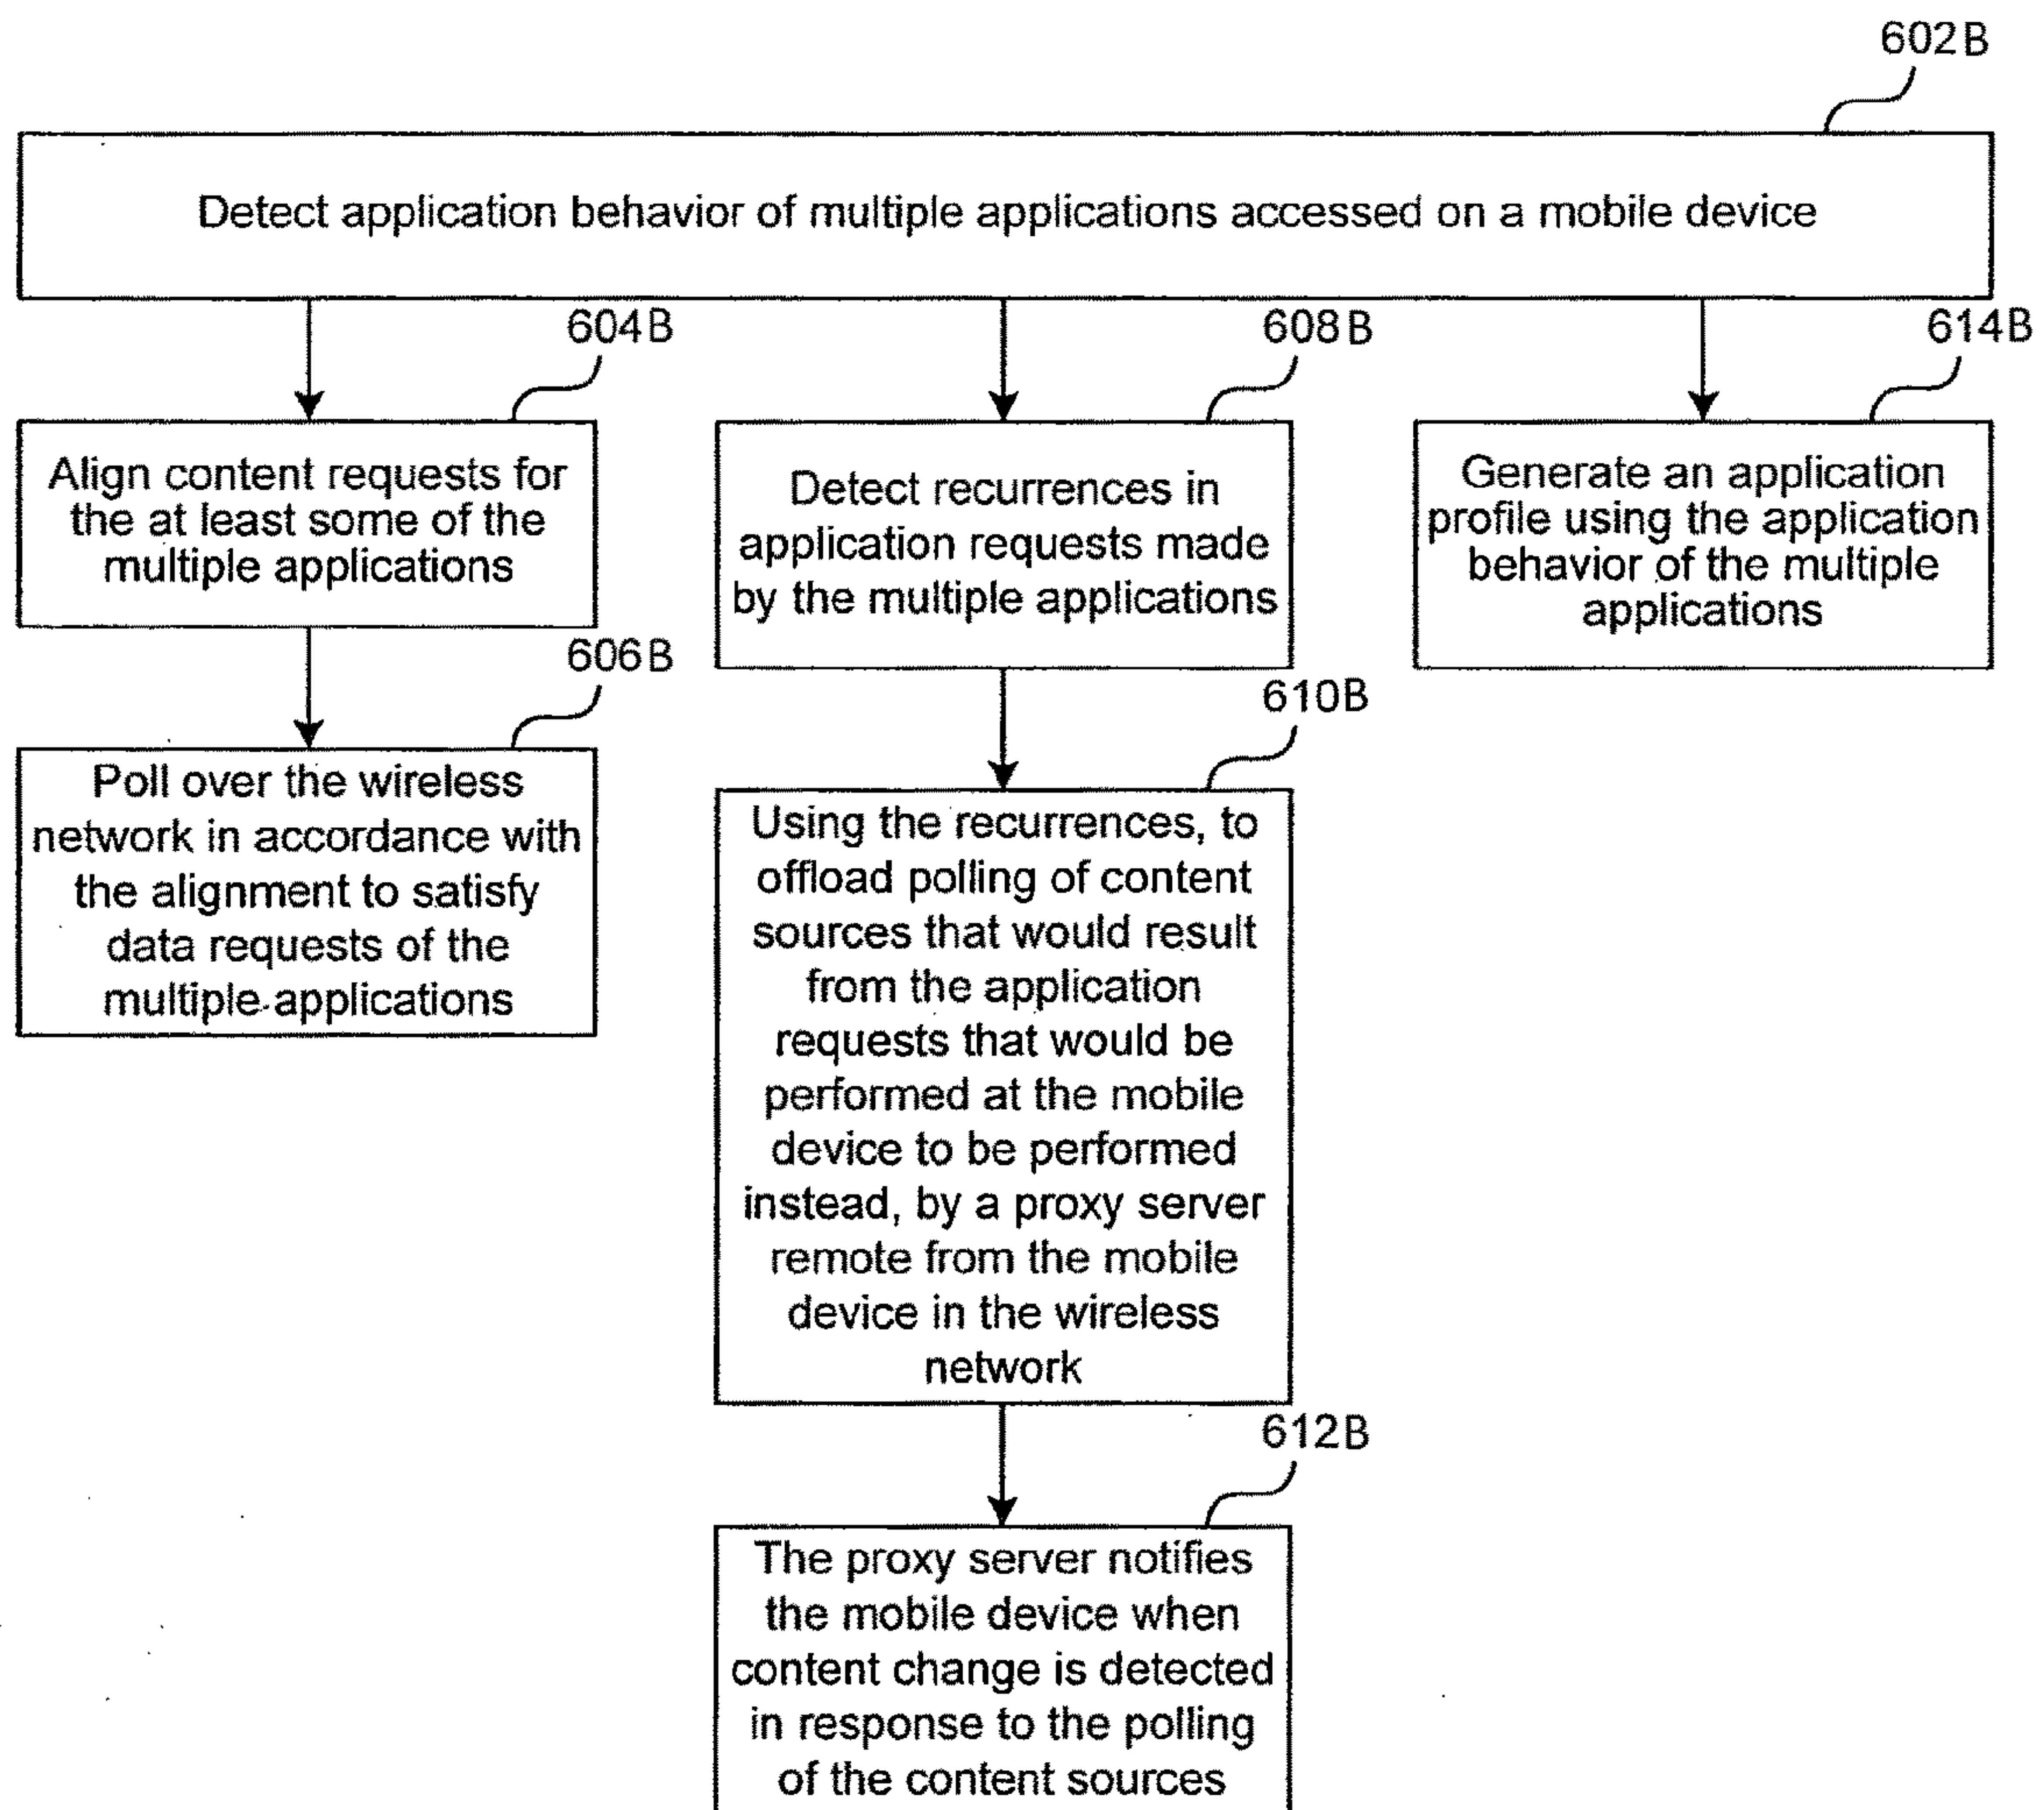 602B
Detect application behavior of multiple applications accessed on a mobile device
604B
Align content requests for
the at least some of the
multiple applications
606B
Poll over the wireless
network in accordance with
the alignment to satisfy
data requests of the
multiple applications
608B
Detect recurrences in
application requests made
by the multiple applications
610B
Using the recurrences, to
offload polling of content
sources that would result
from the application
requests that would be
performed at the mobile
device to be performed
instead, by a proxy server
remote from the mobile
device in the wireless
network
612B
The proxy server notifies
the mobile device when
content change is detected
in response to the polling
of the content sources
614B
Generate an application
profile using the application
behavior of the multiple
applications